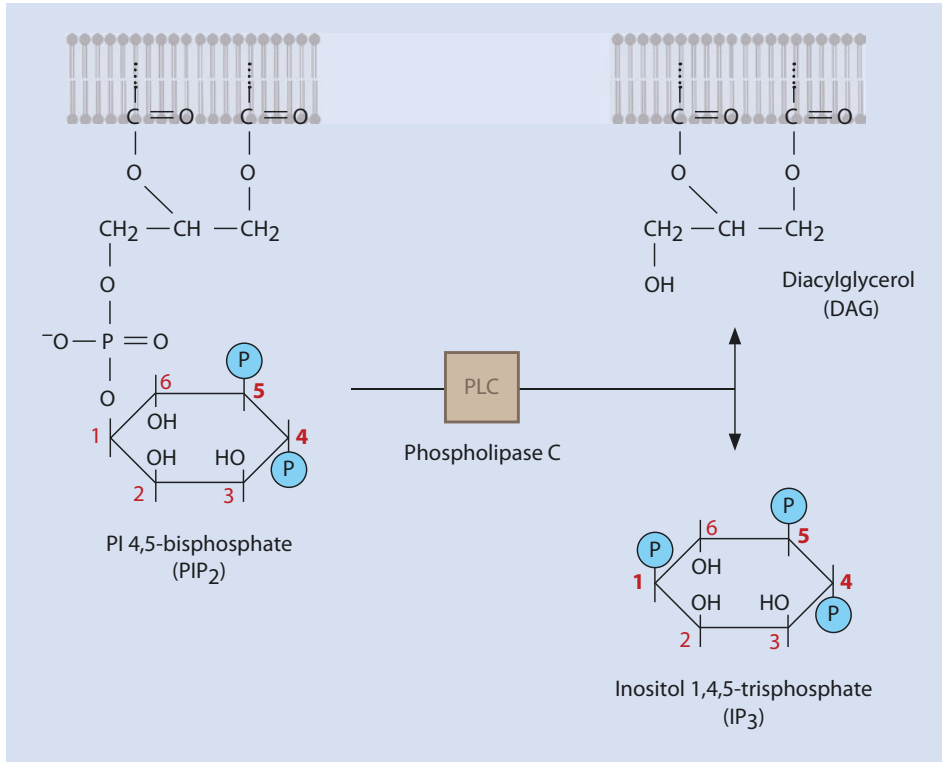 C=O C=O C=O C=O
O O O O
CH2 — CH — CH2 CH2 — CH — CH2
O OH
Diacylglycerol
(DAG)
–O — P = O
O
P
6 5
OH
1 4
OH HO P
2 3
PI 4,5-bisphosphate
(PIP2)
PLC
Phospholipase C
P
6 5
P
OH
1 4
OH HO P
2 3
Inositol 1,4,5-trisphosphate
(IP3)